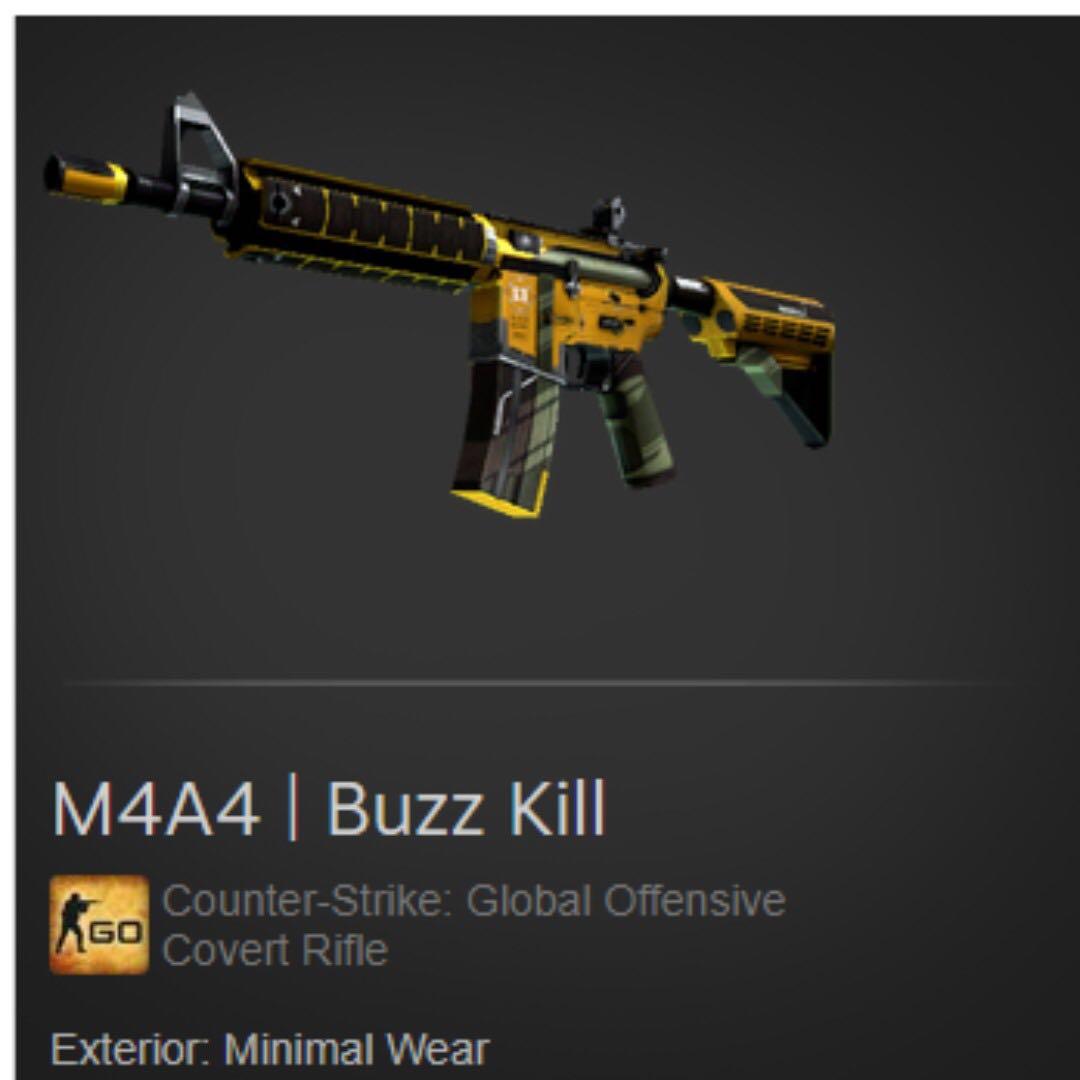 M4A4 | Buzz Kill
GO
Counter-Strike: Global Offensive
Covert Rifle
Exterior: Minimal Wear